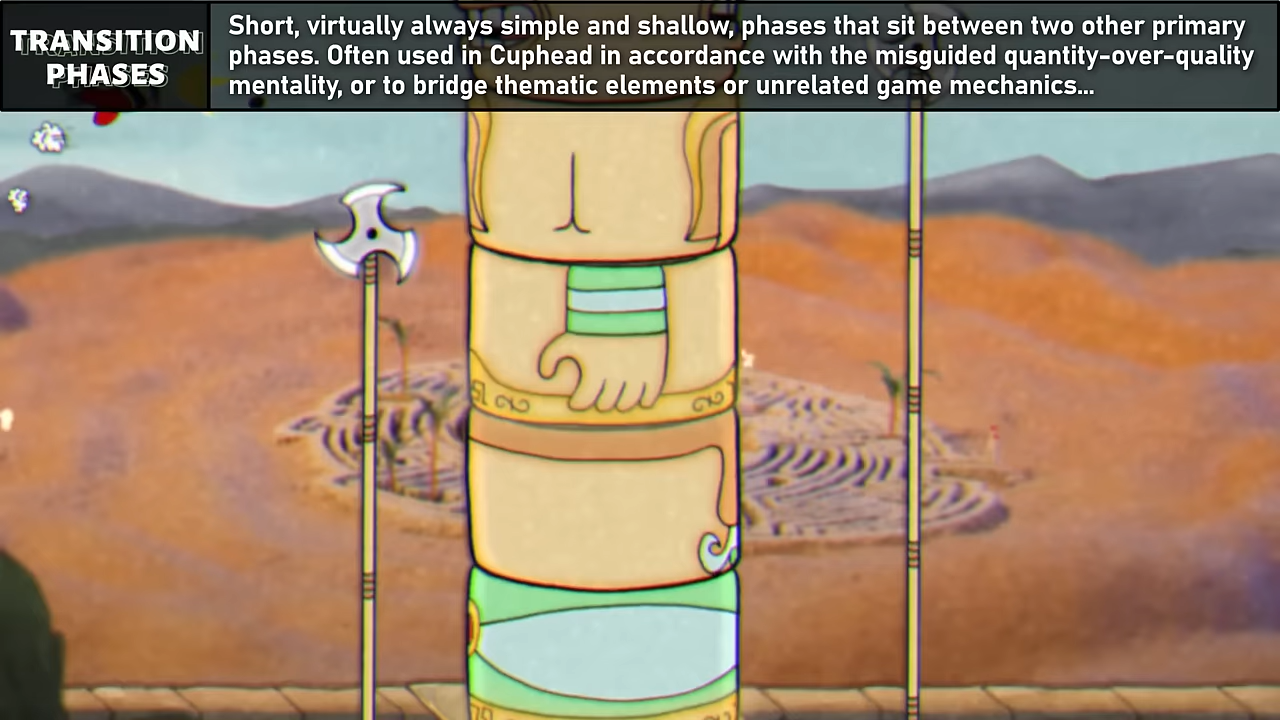 TRANSITION
PHASES
Short, virtually always simple and shallow, phases that sit between two other primary
phases. Often used in Cuphead in accordance with the misguided quantity-over-quality
mentality, or to bridge thematic elements or unrelated game mechanics...